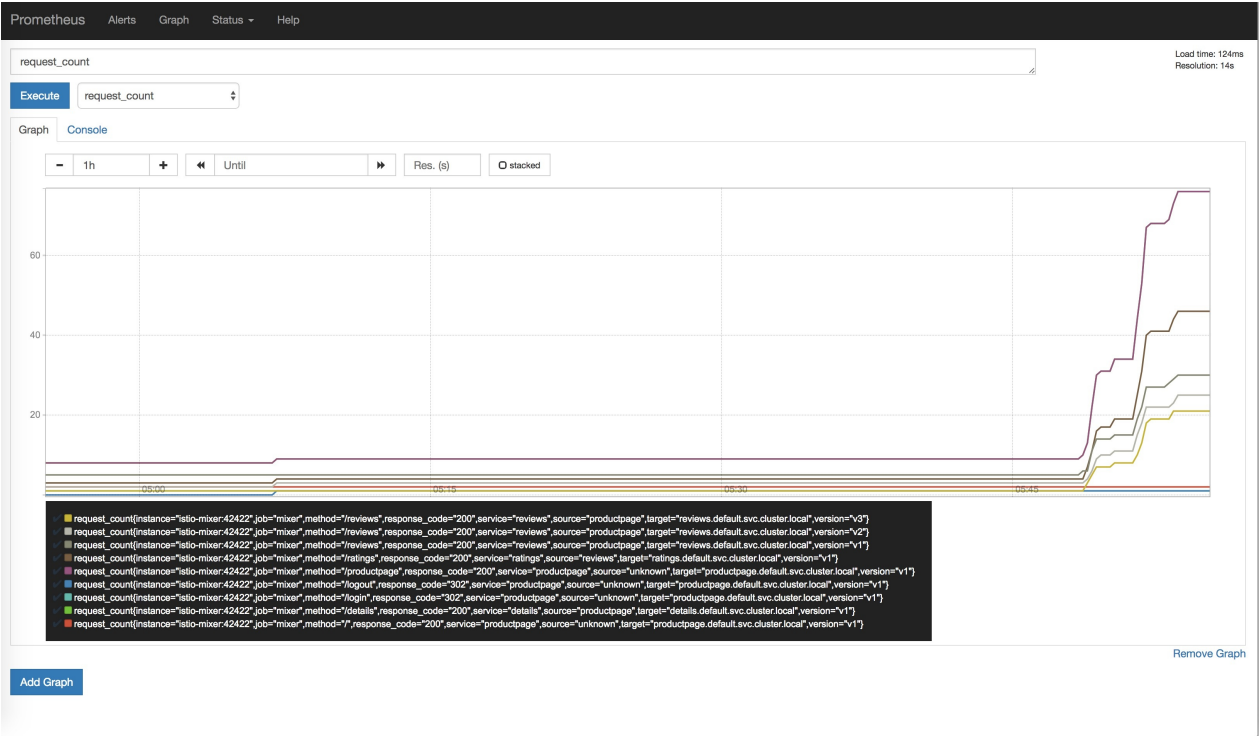 Prometheus Alerts Graph Status Help
request_count
Load time: 124ms
Resolution: 14s
Execute request_count
Graph Console
1h Until Res. (s) stacked
60
40
20
05:00 05:15 05:30 05:45
request_count{instance="istio-mixer:42422",job="mixer",method="/reviews",response_code="200",service="reviews",source="productpage",target="reviews.default.svc.cluster.local",version="v3"}
request_count{instance="istio-mixer:42422",job="mixer",method="/reviews",response_code="200",service="reviews",source="productpage",target="reviews.default.svc.cluster.local",version="v2"}
request_count{instance="istio-mixer:42422",job="mixer",method="/reviews",response_code="200",service="reviews",source="productpage",target="reviews.default.svc.cluster.local",version="v1"}
request_count{instance="istio-mixer:42422",job="mixer",method="/ratings",response_code="200",service="ratings",source="reviews",target="ratings.default.svc.cluster.local",version="v1"}
request_count{instance="istio-mixer:42422",job="mixer",method="/productpage",response_code="200",service="productpage",source="unknown",target="productpage.default.svc.cluster.local",version="v1"}
request_count{instance="istio-mixer:42422",job="mixer",method="/logout",response_code="302",service="productpage",source="unknown",target="productpage.default.svc.cluster.local",version="v1"}
request_count{instance="istio-mixer:42422",job="mixer",method="/login",response_code="302",service="productpage",source="unknown",target="productpage.default.svc.cluster.local",version="v1"}
request_count{instance="istio-mixer:42422",job="mixer",method="/details",response_code="200",service="details",source="productpage",target="details.default.svc.cluster.local",version="v1"}
request_count{instance="istio-mixer:42422",job="mixer",method="/",response_code="200",service="productpage",source="unknown",target="productpage.default.svc.cluster.local",version="v1"}
Remove Graph
Add Graph